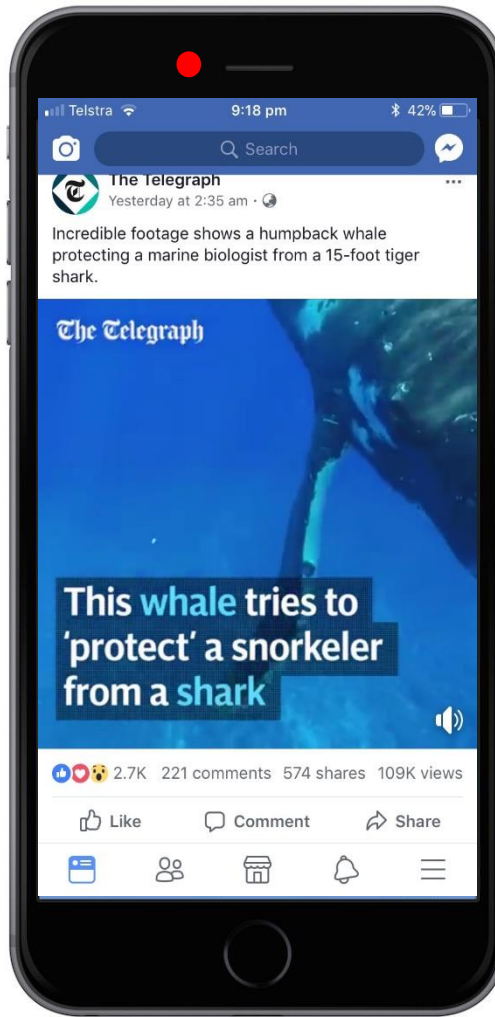 Telstra 9:18 pm 42%
Search
The Telegraph
Yesterday at 2:35 am ·
Incredible footage shows a humpback whale
protecting a marine biologist from a 15-foot tiger
shark.
The Telegraph
This whale tries to
'protect' a snorkeler
from a shark
2.7K 221 comments 574 shares 109K views
Like Comment Share